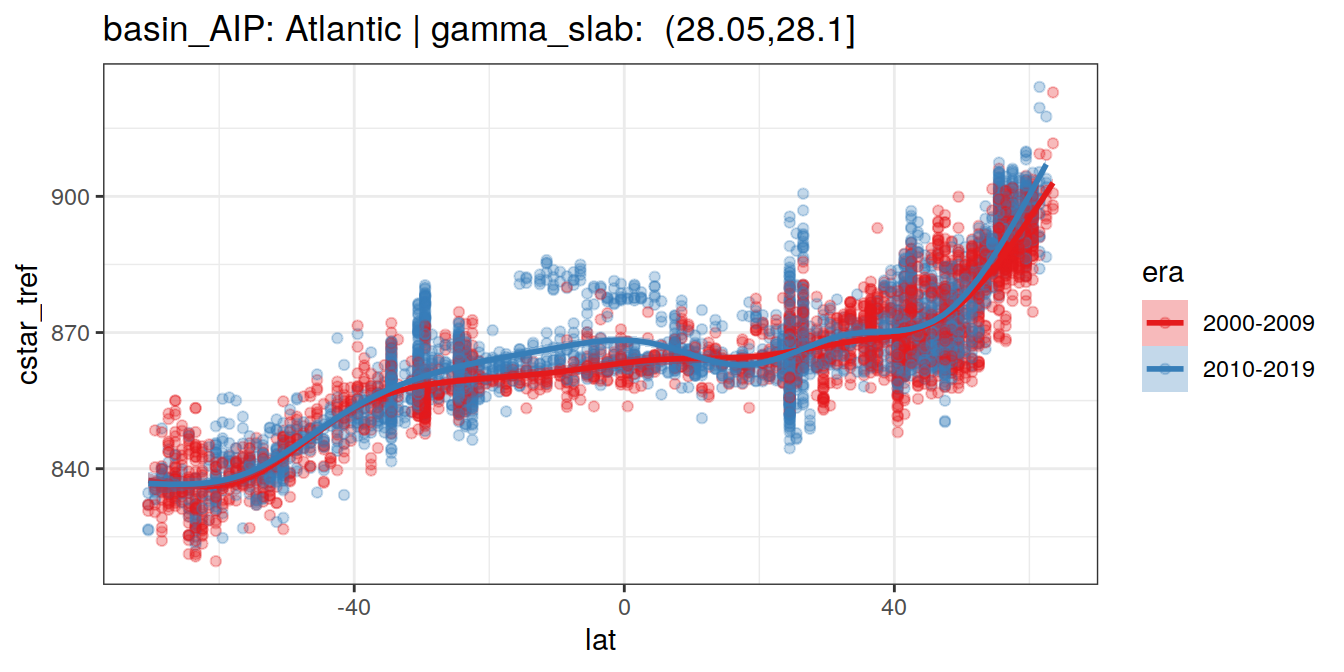 basin_AIP: Atlantic | gamma_slab:  (28.05,28.1]
cstar_tref
900
870
840
-40
0
40
lat
era
2000-2009
2010-2019